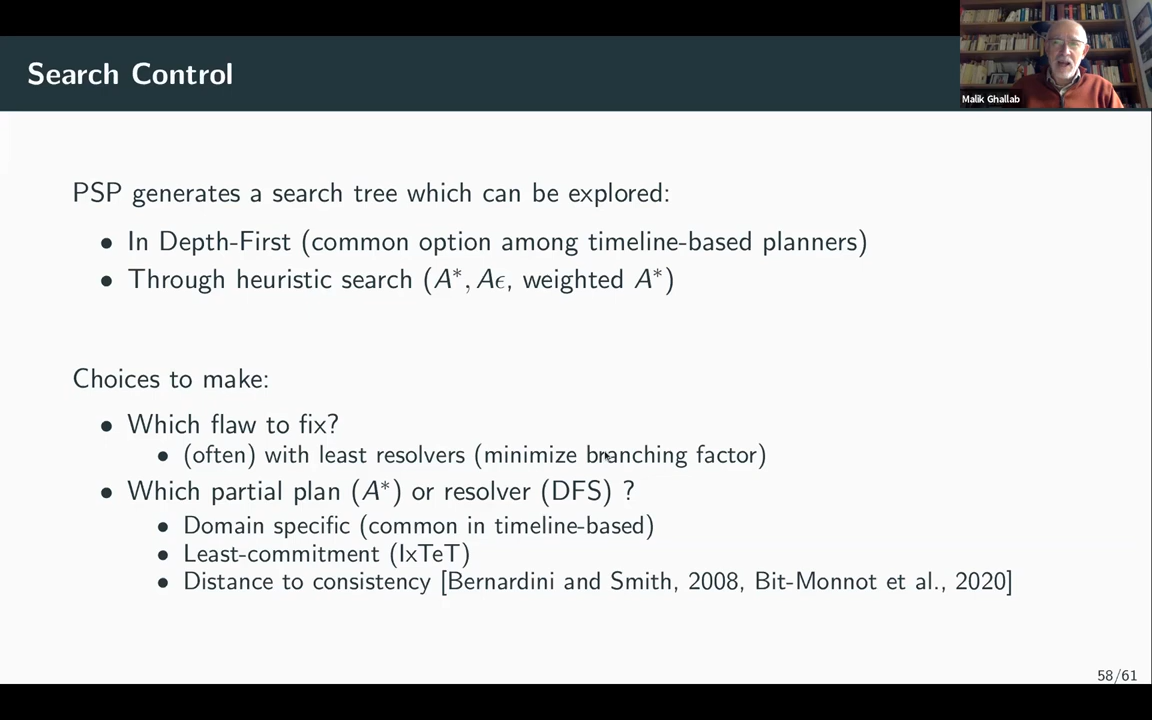 Search Control
Malik Ghallab
PSP generates a search tree which can be explored:
• In Depth-First (common option among timeline-based planners)
• Through heuristic search (A*, Aϵ, weighted A*)
Choices to make:
• Which flaw to fix?
• (often) with least resolvers (minimize branching factor)
• Which partial plan (A*) or resolver (DFS) ?
• Domain specific (common in timeline-based)
• Least-commitment (IxTeT)
• Distance to consistency [Bernardini and Smith, 2008, Bit-Monnot et al., 2020]
58/61